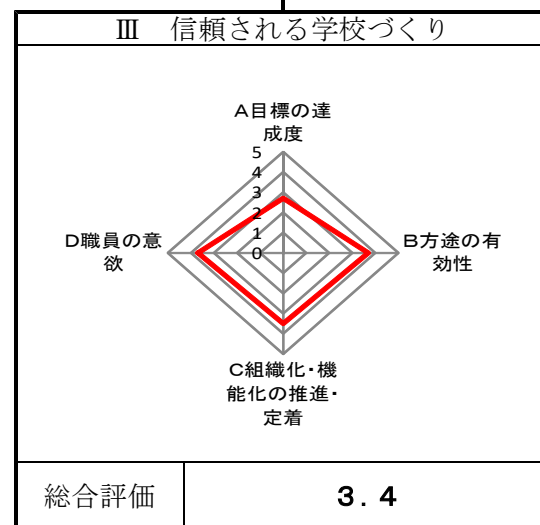 Ⅲ　信頼される学校づくり
A目標の達
成度
5
4
3
2
1
0
D職員の意
欲
B方途の有
効性
C組織化・機
能化の推進・
定着
総合評価
３.４